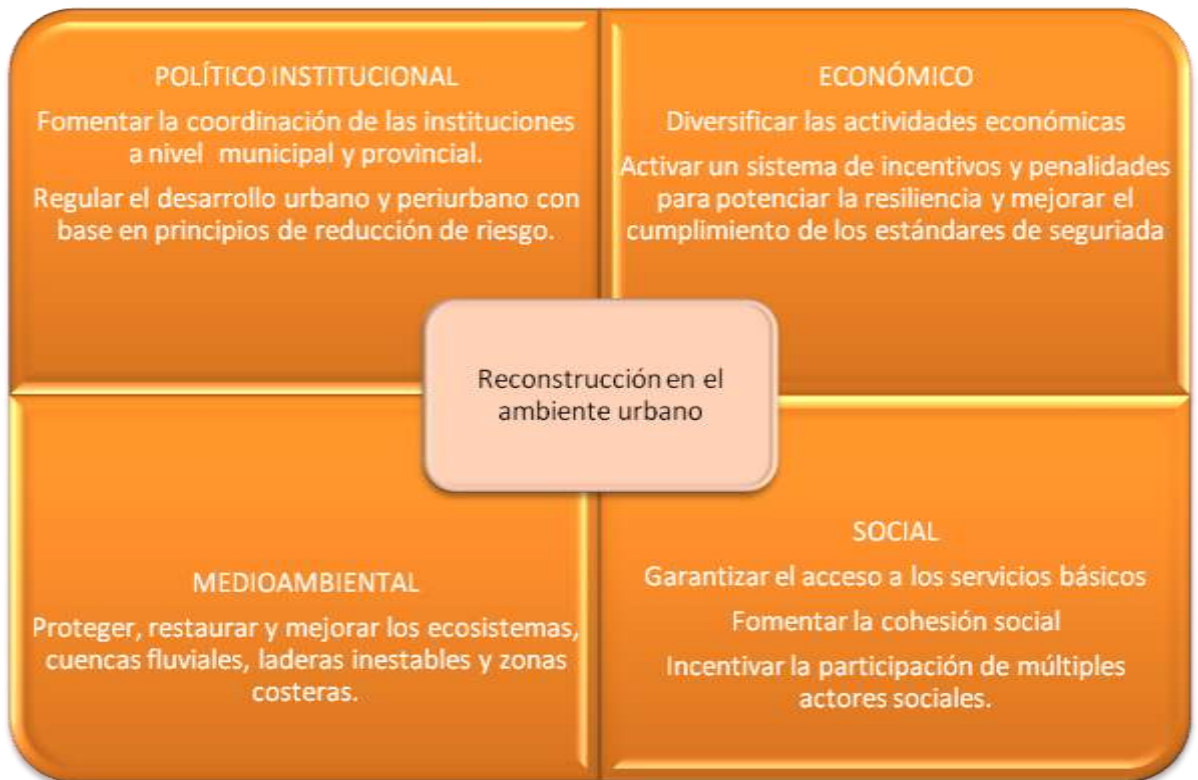 POLÍTICO INSTITUCIONAL
Fomentar la coordinación de las instituciones
a nivel municipal y provincial.
Regular el desarrollo urbano y periurbano con
base en principios de reducción de riesgo.
ECONÓMICO
Diversificar las actividades económicas
Activar un sistema de incentivos y penalidades
para potenciar la resiliencia y mejorar el
cumplimiento de los estándares de seguriada
Reconstrucción en el
ambiente urbano
MEDIOAMBIENTAL
Proteger, restaurar y mejorar los ecosistemas,
cuencas fluviales, laderas inestables y zonas
costeras.
SOCIAL
Garantizar el acceso a los servicios básicos
Fomentar la cohesión social
Incentivar la participación de múltiples
actores sociales.